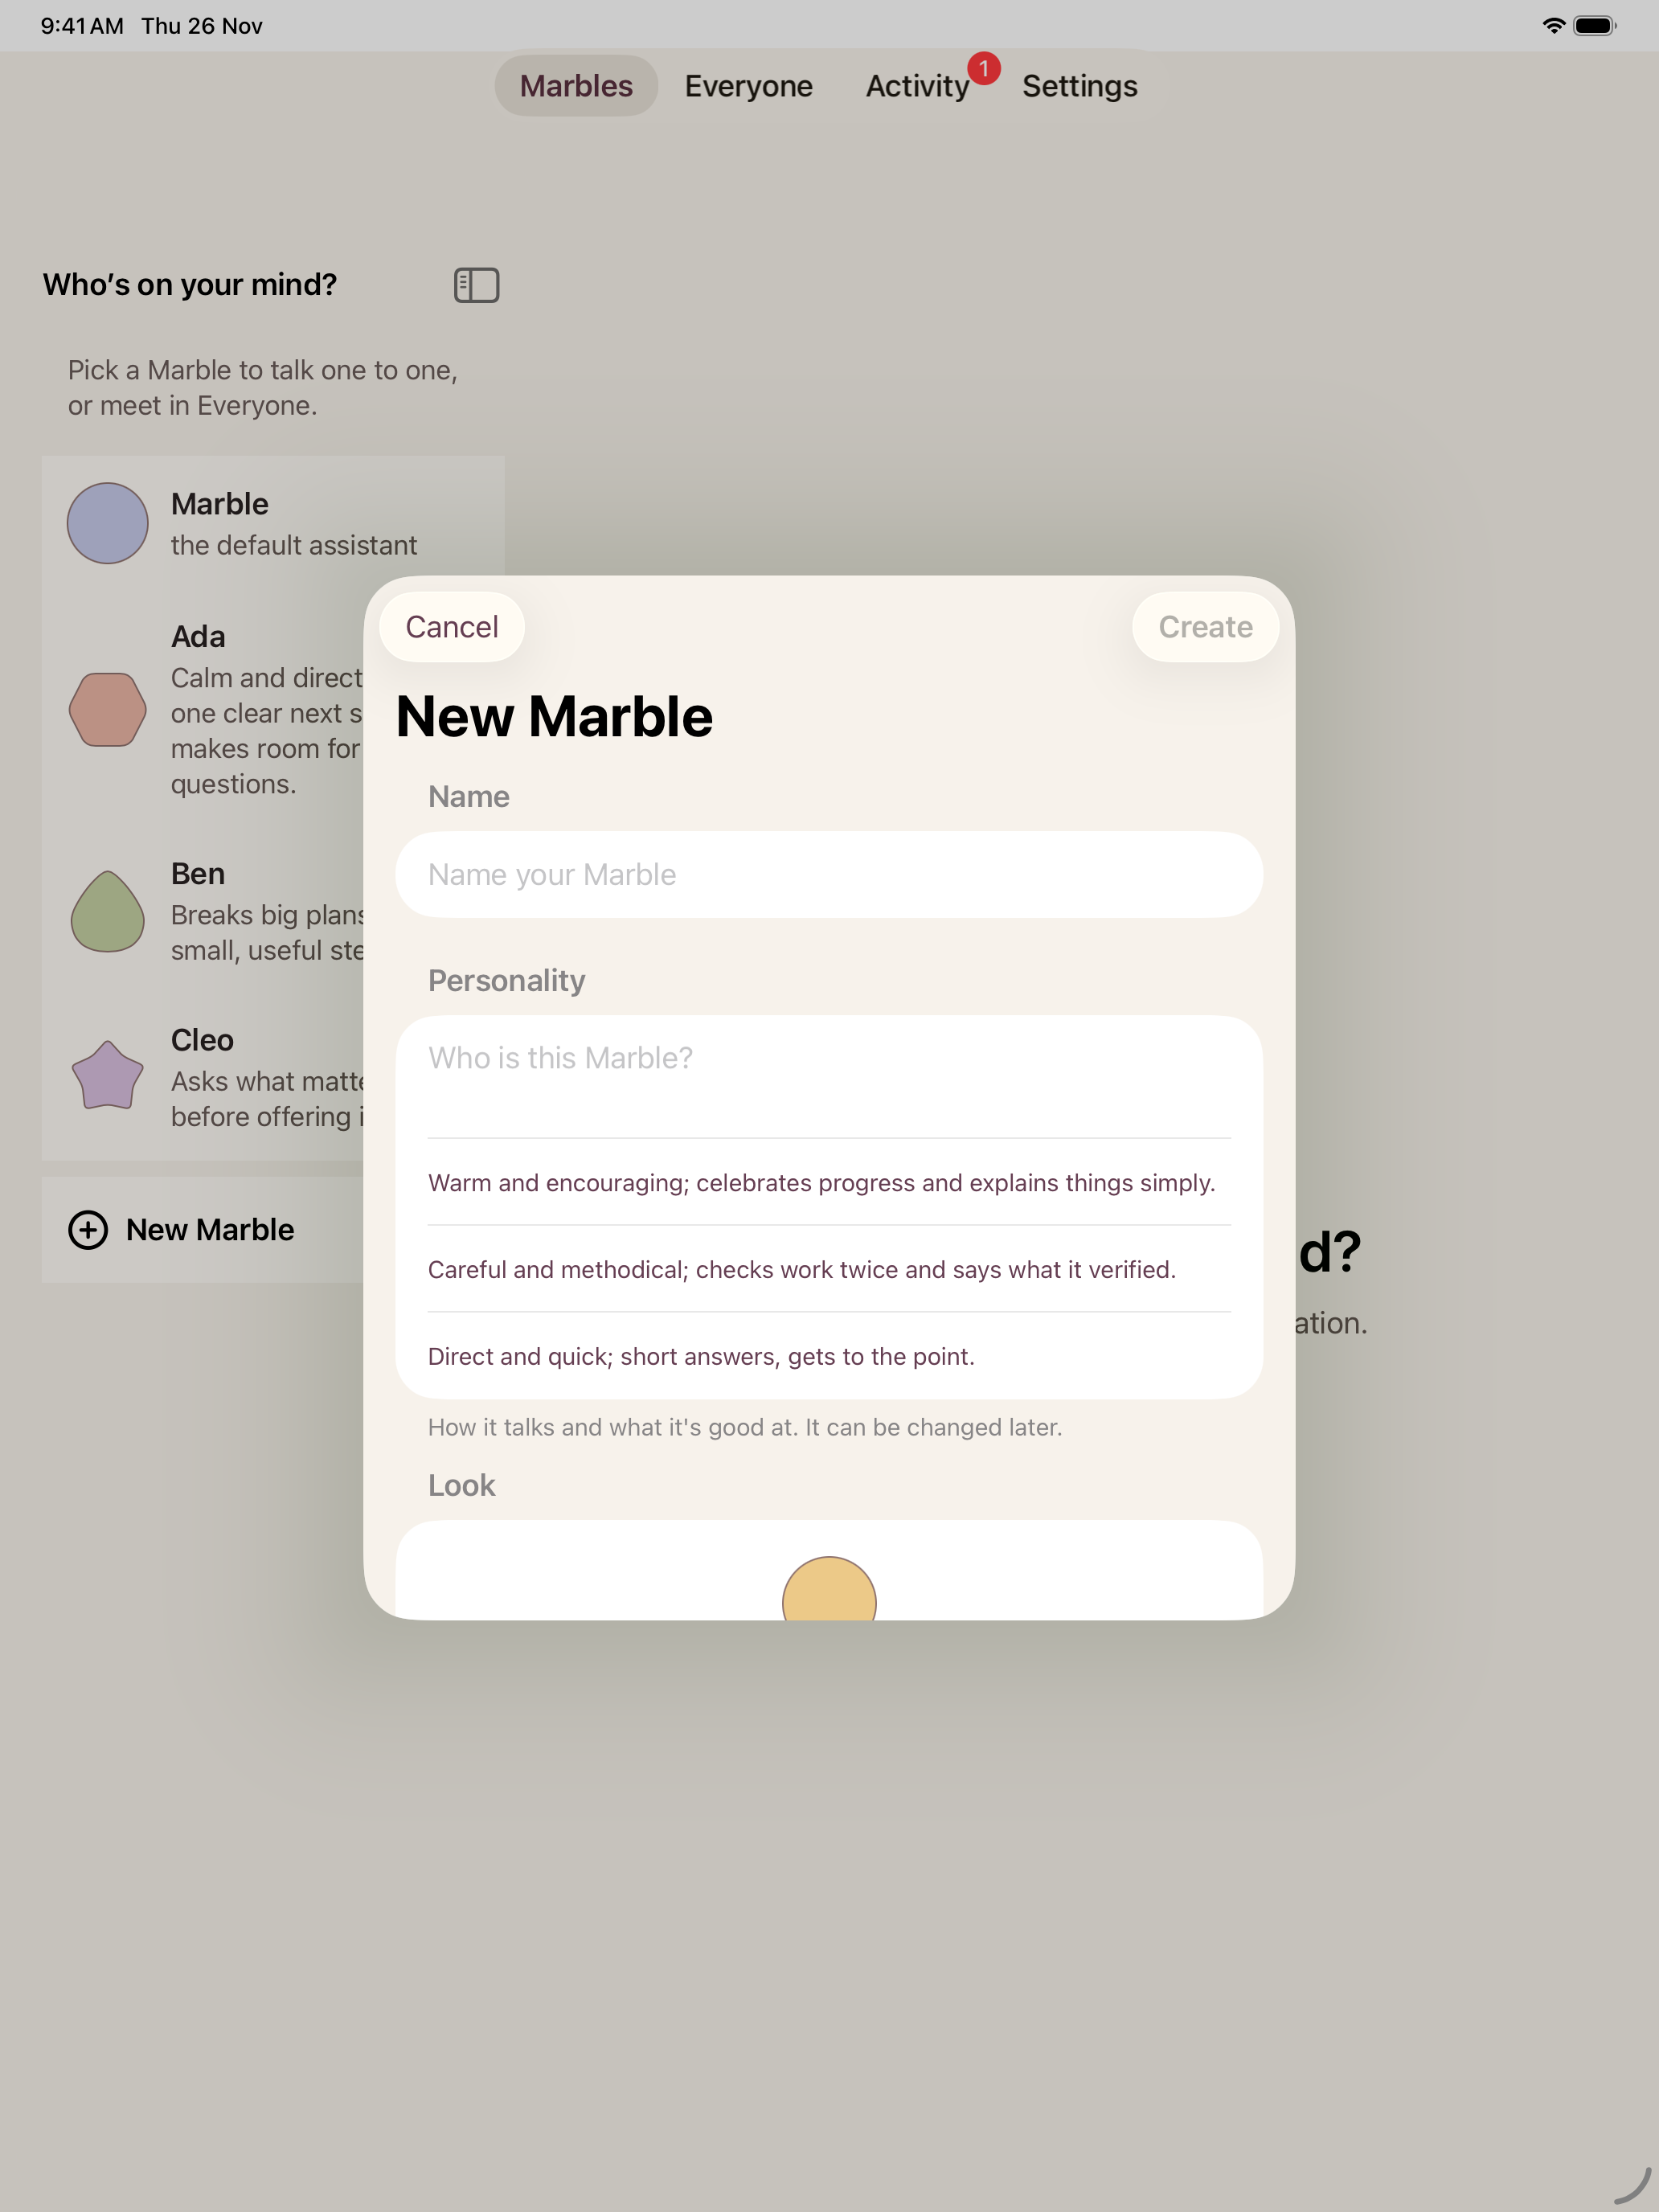 9:41 AM Thu 26 Nov
Marbles Everyone Activity 1 Settings
Who's on your mind?
Pick a Marble to talk one to one,
or meet in Everyone.
Marble
the default assistant
Ada
Calm and direct
one clear next s
makes room for
questions.
Ben
Breaks big plans
small, useful ste
Cleo
Asks what matte
before offering i
New Marble
Cancel
Create
New Marble
Name
Name your Marble
Personality
Who is this Marble?
Warm and encouraging; celebrates progress and explains things simply.
Careful and methodical; checks work twice and says what it verified.
Direct and quick; short answers, gets to the point.
How it talks and what it's good at. It can be changed later.
Look
d?
ation.